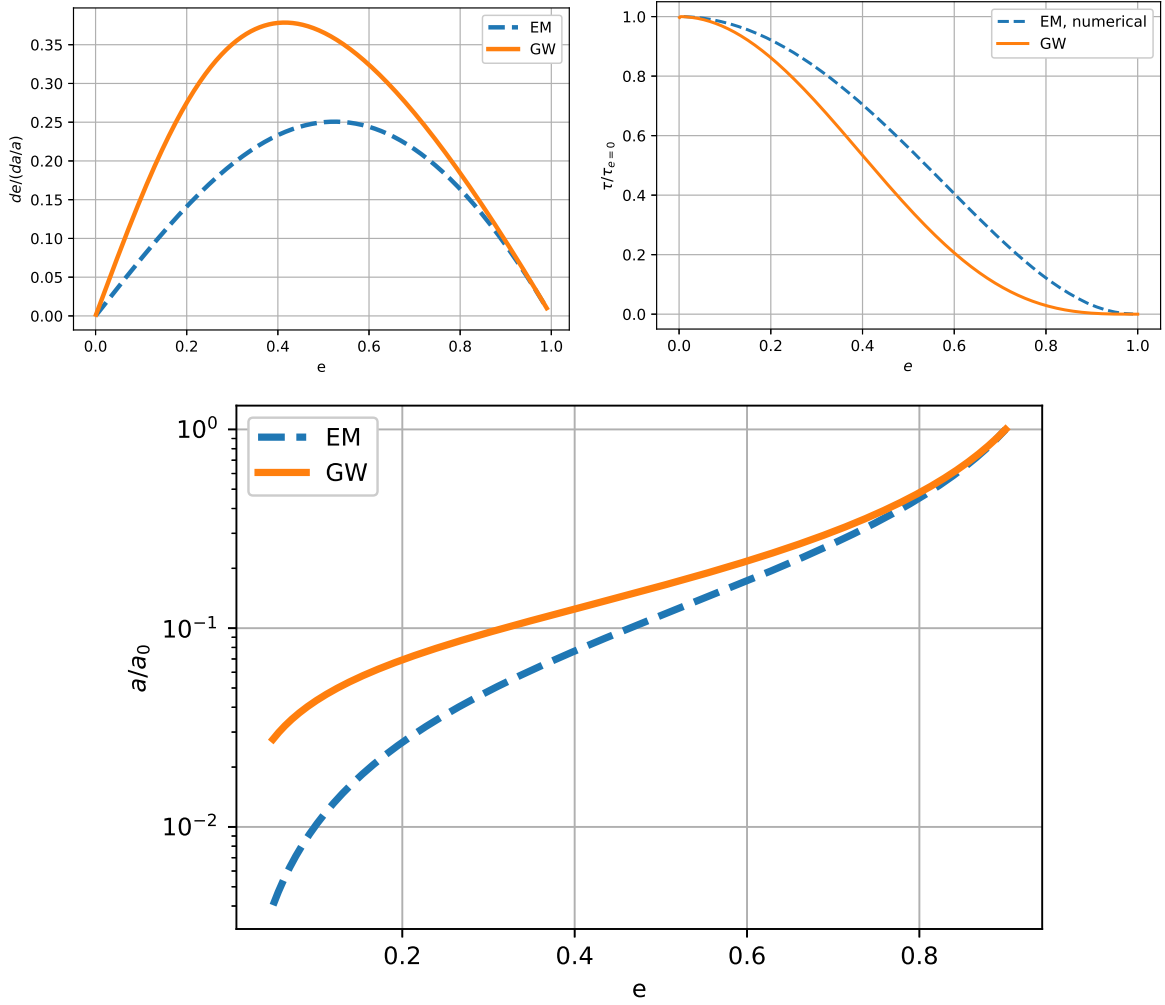 EM
GW
0.35
0.30
0.25
0.20
0.15
0.10
0.05
0.00
de/(da/a)
0.0 0.2 0.4 0.6 0.8 1.0
e
EM, numerical
GW
1.0
0.8
0.6
0.4
0.2
0.0
τ/τ_{e=0}
0.0 0.2 0.4 0.6 0.8 1.0
e
EM
GW
10⁰
10⁻¹
10⁻²
a/a₀
0.2 0.4 0.6 0.8
e